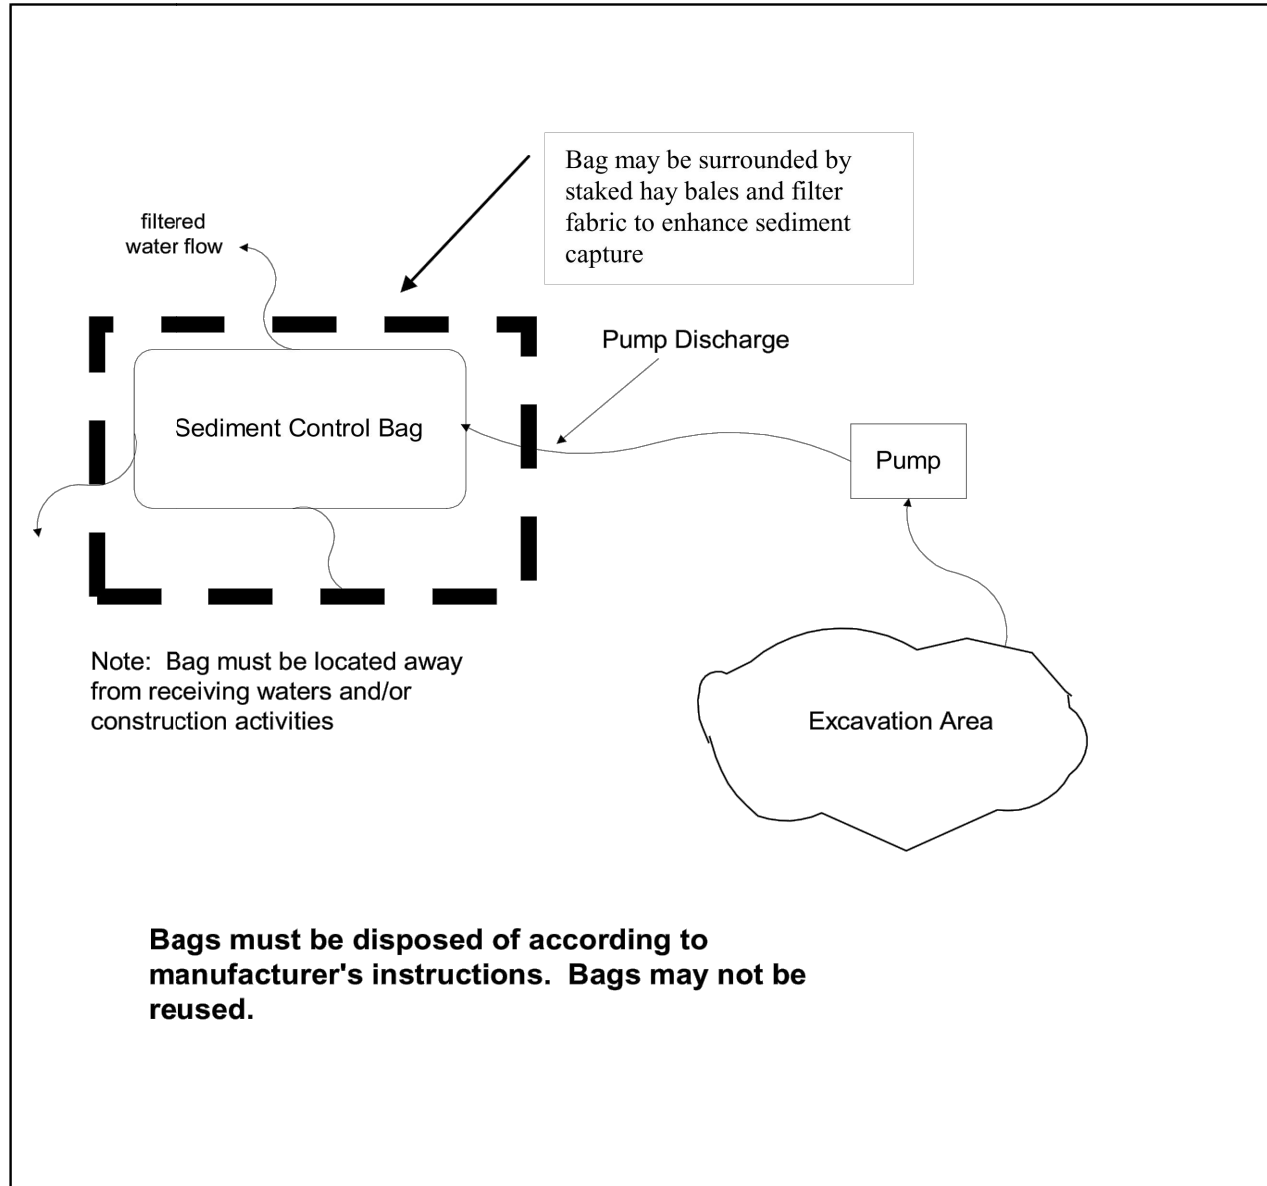 Bag may be surrounded by
staked hay bales and filter
fabric to enhance sediment
capture
filtered
water flow
Pump Discharge
Sediment Control Bag
Pump
Note:  Bag must be located away
from receiving waters and/or
construction activities
Excavation Area
Bags must be disposed of according to
manufacturer's instructions.  Bags may not be
reused.